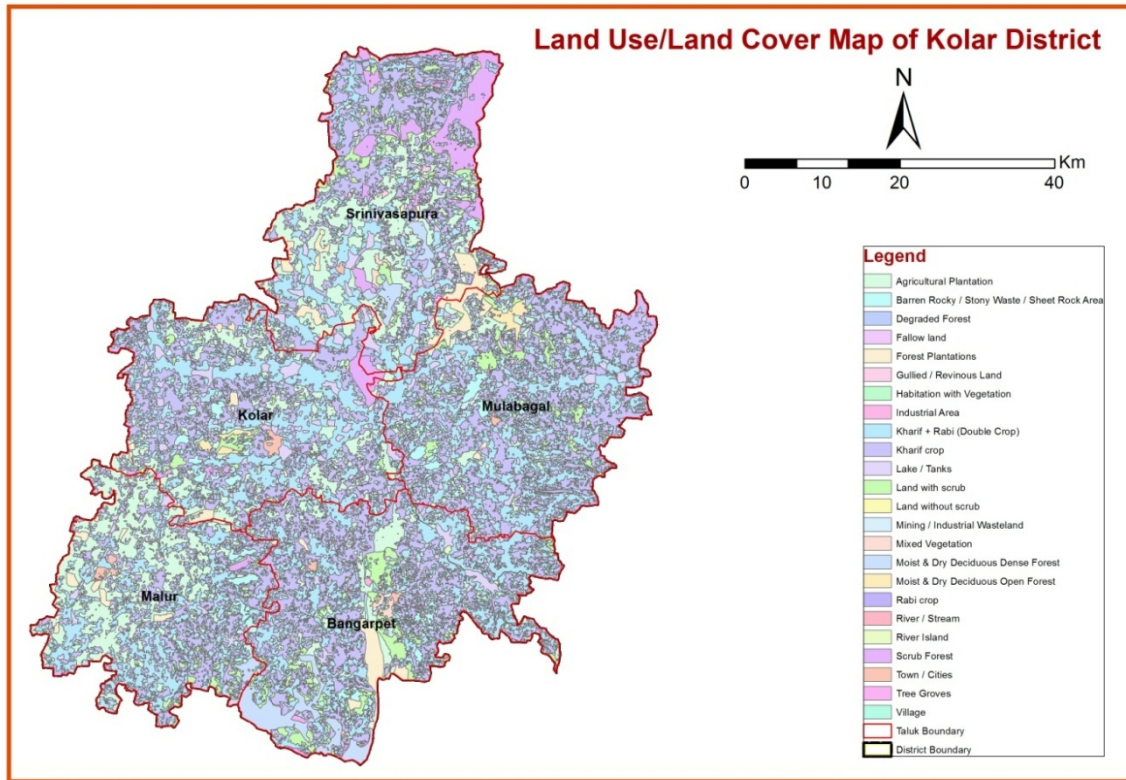 Land Use/Land Cover Map of Kolar District
N
Km
0 10 20 40
Srinivasapura
Kolar
Mulabagal
Malur
Bangarpet
Legend
Agricultural Plantation
Barren Rocky / Stony Waste / Sheet Rock Area
Degraded Forest
Fallow land
Forest Plantations
Gullied / Revinous Land
Habitation with Vegetation
Industrial Area
Kharif + Rabi (Double Crop)
Kharif crop
Lake / Tanks
Land with scrub
Land without scrub
Mining / Industrial Wasteland
Mixed Vegetation
Moist & Dry Deciduous Dense Forest
Moist & Dry Deciduous Open Forest
Rabi crop
River / Stream
River Island
Scrub Forest
Town / Cities
Tree Groves
Village
Taluk Boundary
District Boundary